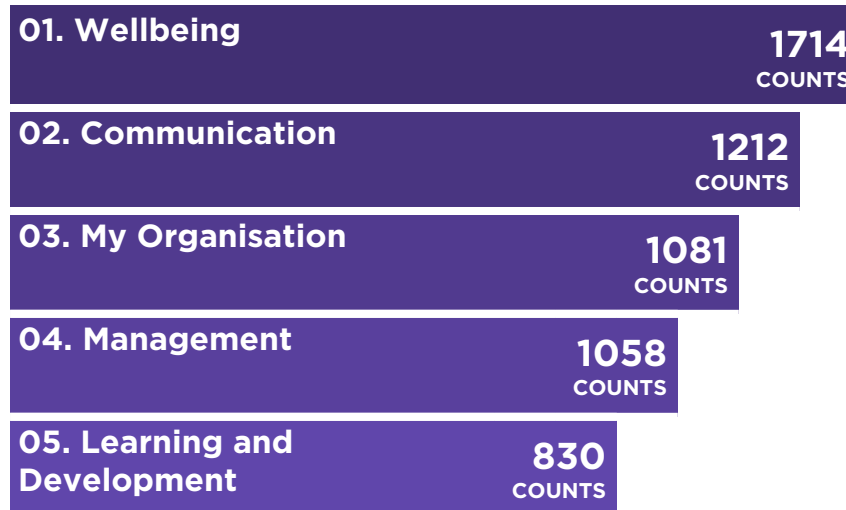 01. Wellbeing
1714
COUNTS
02. Communication
1212
COUNTS
03. My Organisation
1081
COUNTS
04. Management
1058
COUNTS
05. Learning and
Development
830
COUNTS